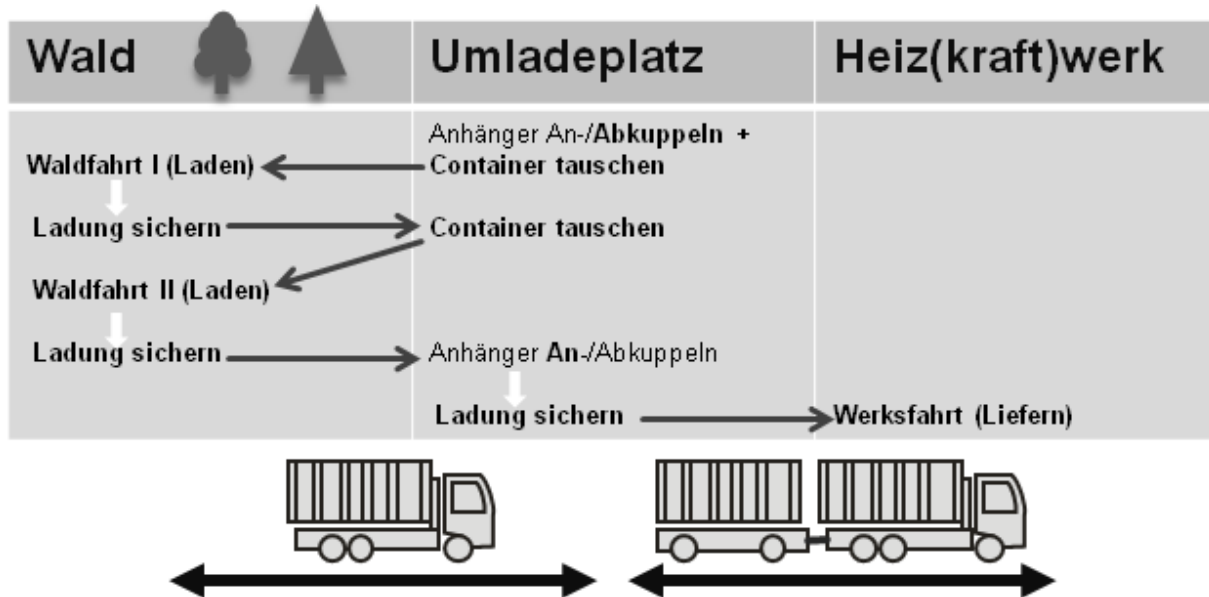 Wald
Umladeplatz
Heiz(kraft)werk
Anhänger An-/Abkuppeln +
Waldfahrt I (Laden)
Container tauschen
Ladung sichern
Container tauschen
Waldfahrt II (Laden)
Ladung sichern
Anhänger An-/Abkuppeln
Ladung sichern
Werksfahrt (Liefern)